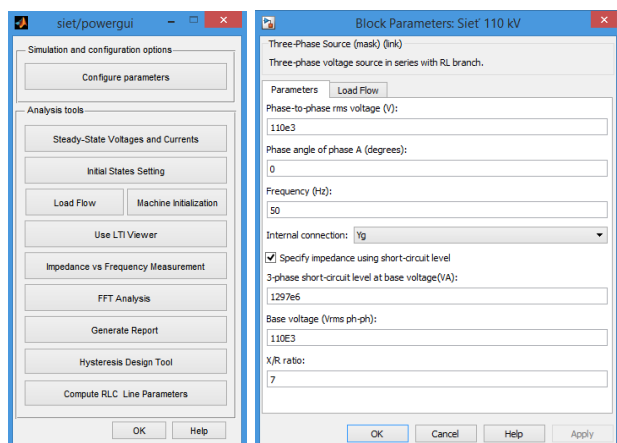 siet/powergui
Simulation and configuration options
Configure parameters
Analysis tools
Steady-State Voltages and Currents
Initial States Setting
Load Flow
Machine Initialization
Use LTI Viewer
Impedance vs Frequency Measurement
FFT Analysis
Generate Report
Hysteresis Design Tool
Compute RLC Line Parameters
OK
Help
Block Parameters: Sieť 110 kV
Three-Phase Source (mask) (link)
Three-phase voltage source in series with RL branch.
Parameters
Load Flow
Phase-to-phase rms voltage (V):
110e3
Phase angle of phase A (degrees):
0
Frequency (Hz):
50
Internal connection: Yg
Specify impedance using short-circuit level
3-phase short-circuit level at base voltage(VA):
1297e6
Base voltage (Vrms ph-ph):
110E3
X/R ratio:
7
OK
Cancel
Help
Apply